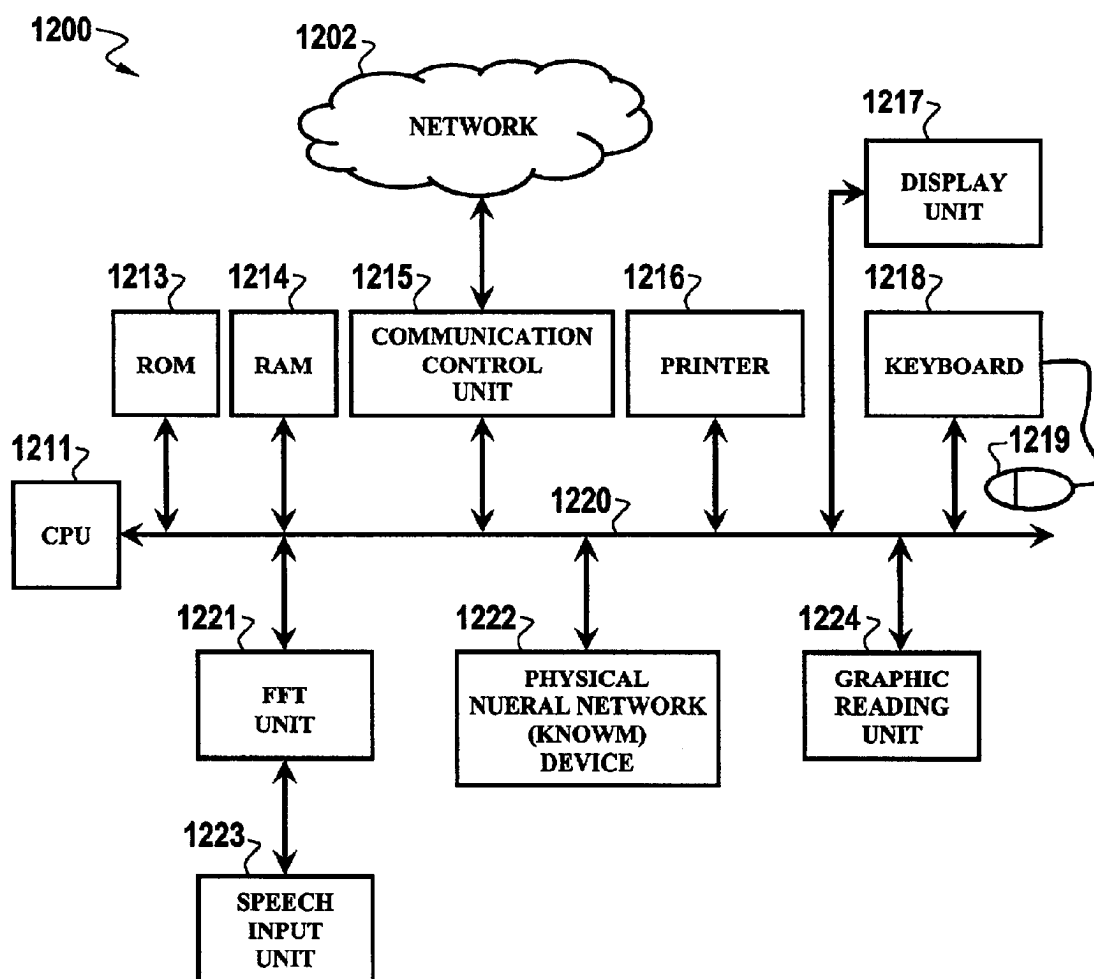 1200
1202
NETWORK
1217
DISPLAY
UNIT
1213
ROM
1214
RAM
1215
COMMUNICATION
CONTROL
UNIT
1216
PRINTER
1218
KEYBOARD
1219
1211
CPU
1220
1221
FFT
UNIT
1222
PHYSICAL
NUERAL NETWORK
(KNOWM)
DEVICE
1224
GRAPHIC
READING
UNIT
1223
SPEECH
INPUT
UNIT